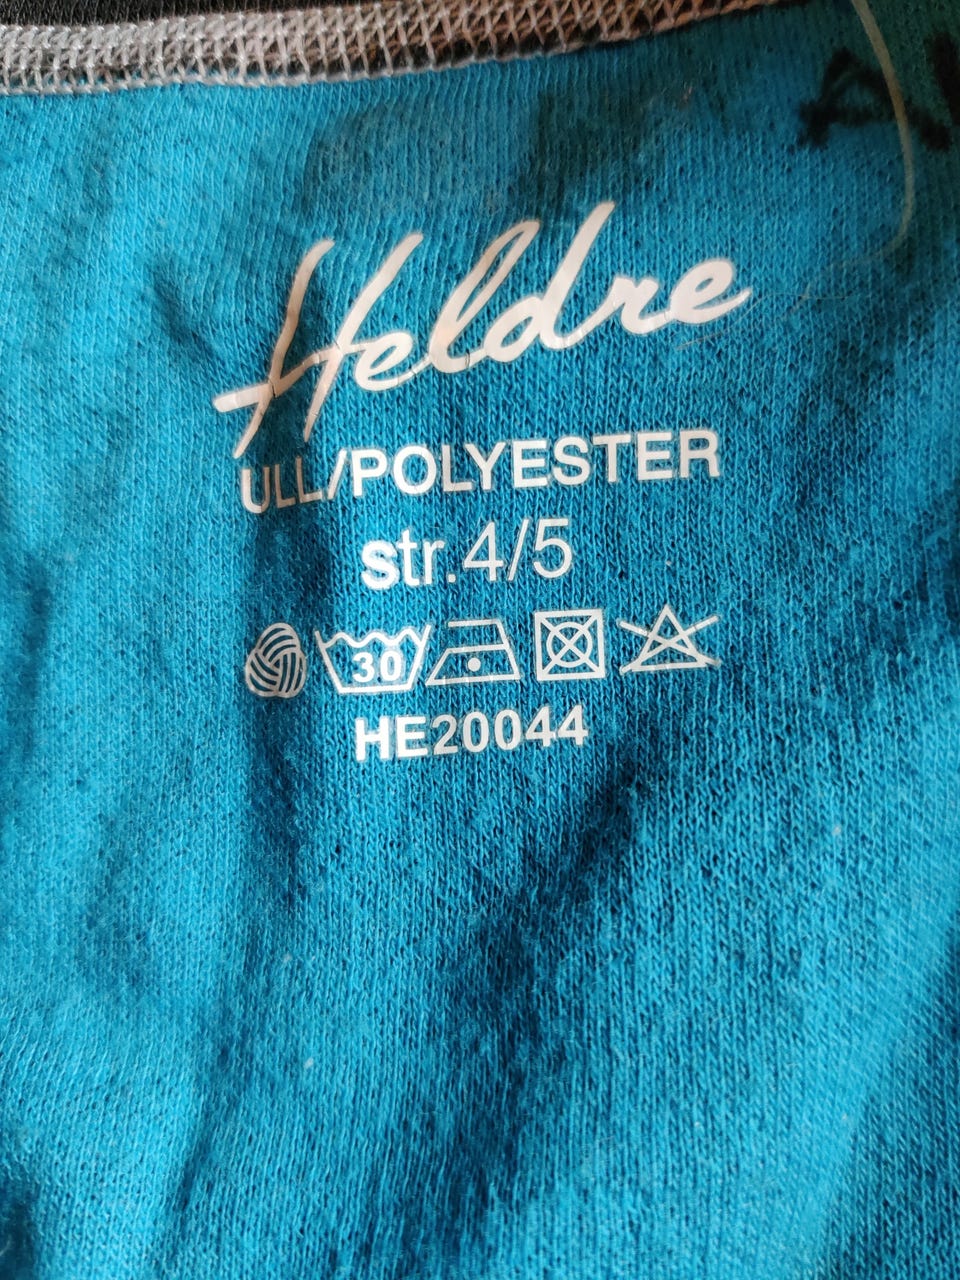 Heldre
ULL/POLYESTER
str.4/5
30
HE20044